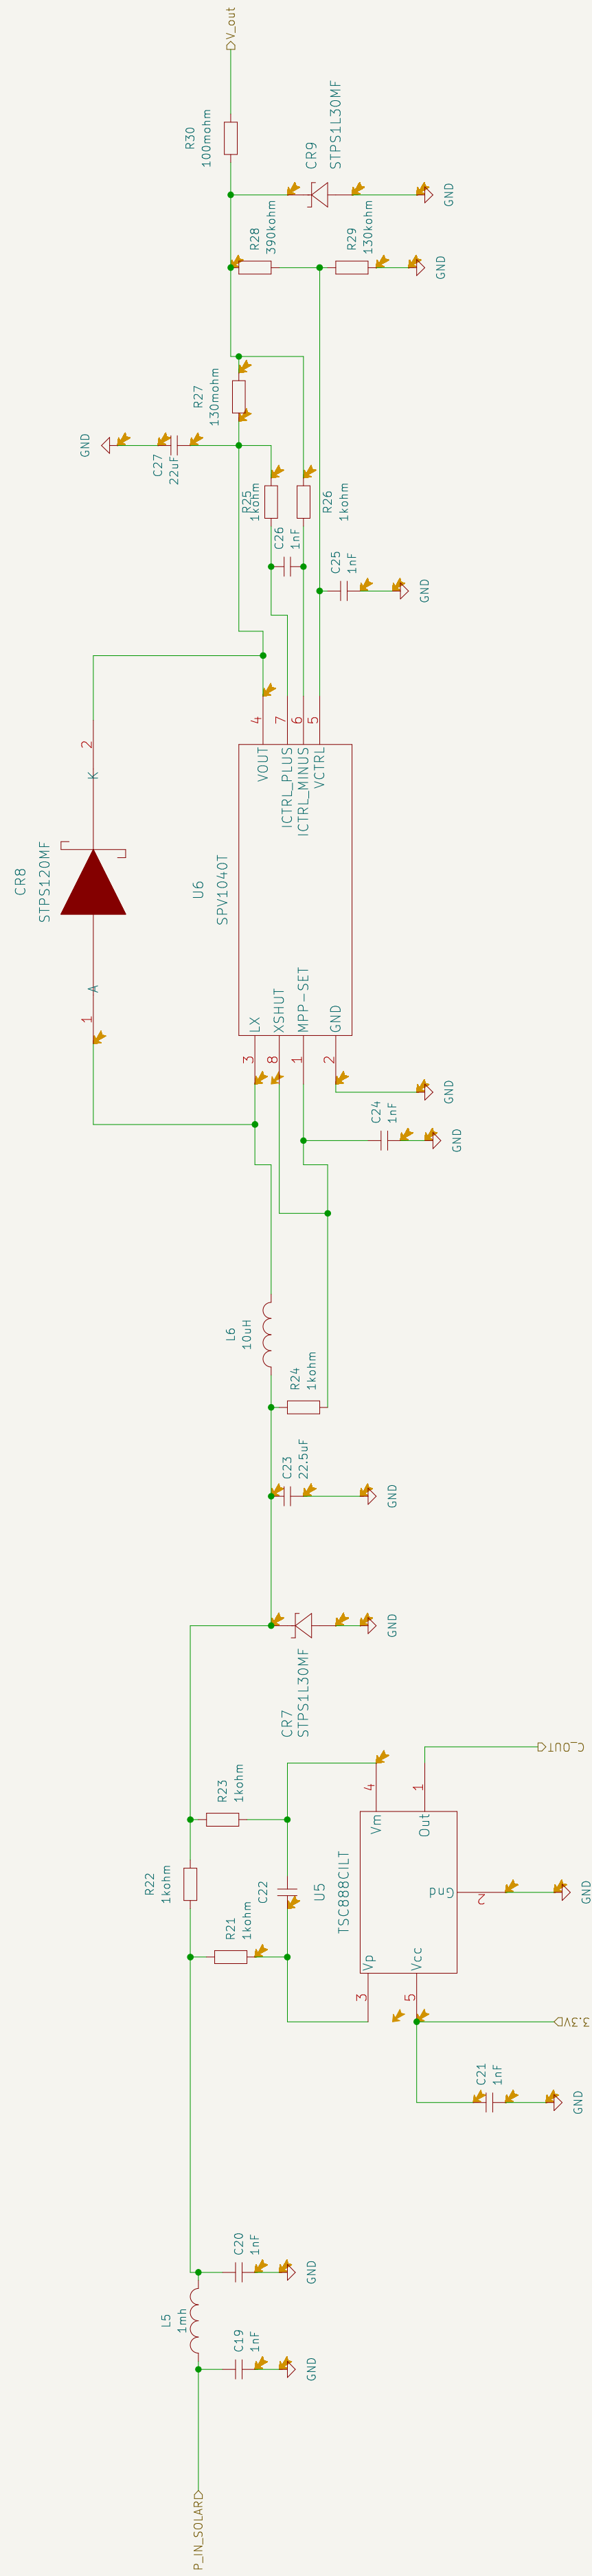 V_out
R30
100mohm
CR9
STPS1L30MF
GND
R28
390kohm
R29
130kohm
GND
R27
130mohm
GND
C27
22uF
R25
1kohm
R26
1kohm
C26
1nF
C25
1nF
GND
4
7
6
5
VOUT
ICTRL_PLUS
ICTRL_MINUS
VCTRL
2
K
CR8
STPS120MF
A
1
U6
SPV1040T
LX
XSHUT
MPP-SET
GND
3
8
1
2
GND
C24
1nF
GND
L6
10uH
R24
1kohm
C23
22.5uF
GND
GND
CR7
STPS1L30MF
C_OUT
R23
1kohm
4
1
Vm
Out
R22
1kohm
C22
U5
TSC888CILT
Gnd
2
GND
R21
1kohm
Vp
Vcc
3
5
3.3V
C21
1nF
GND
C20
1nF
GND
L5
1mh
C19
1nF
GND
P_IN_SOLAR